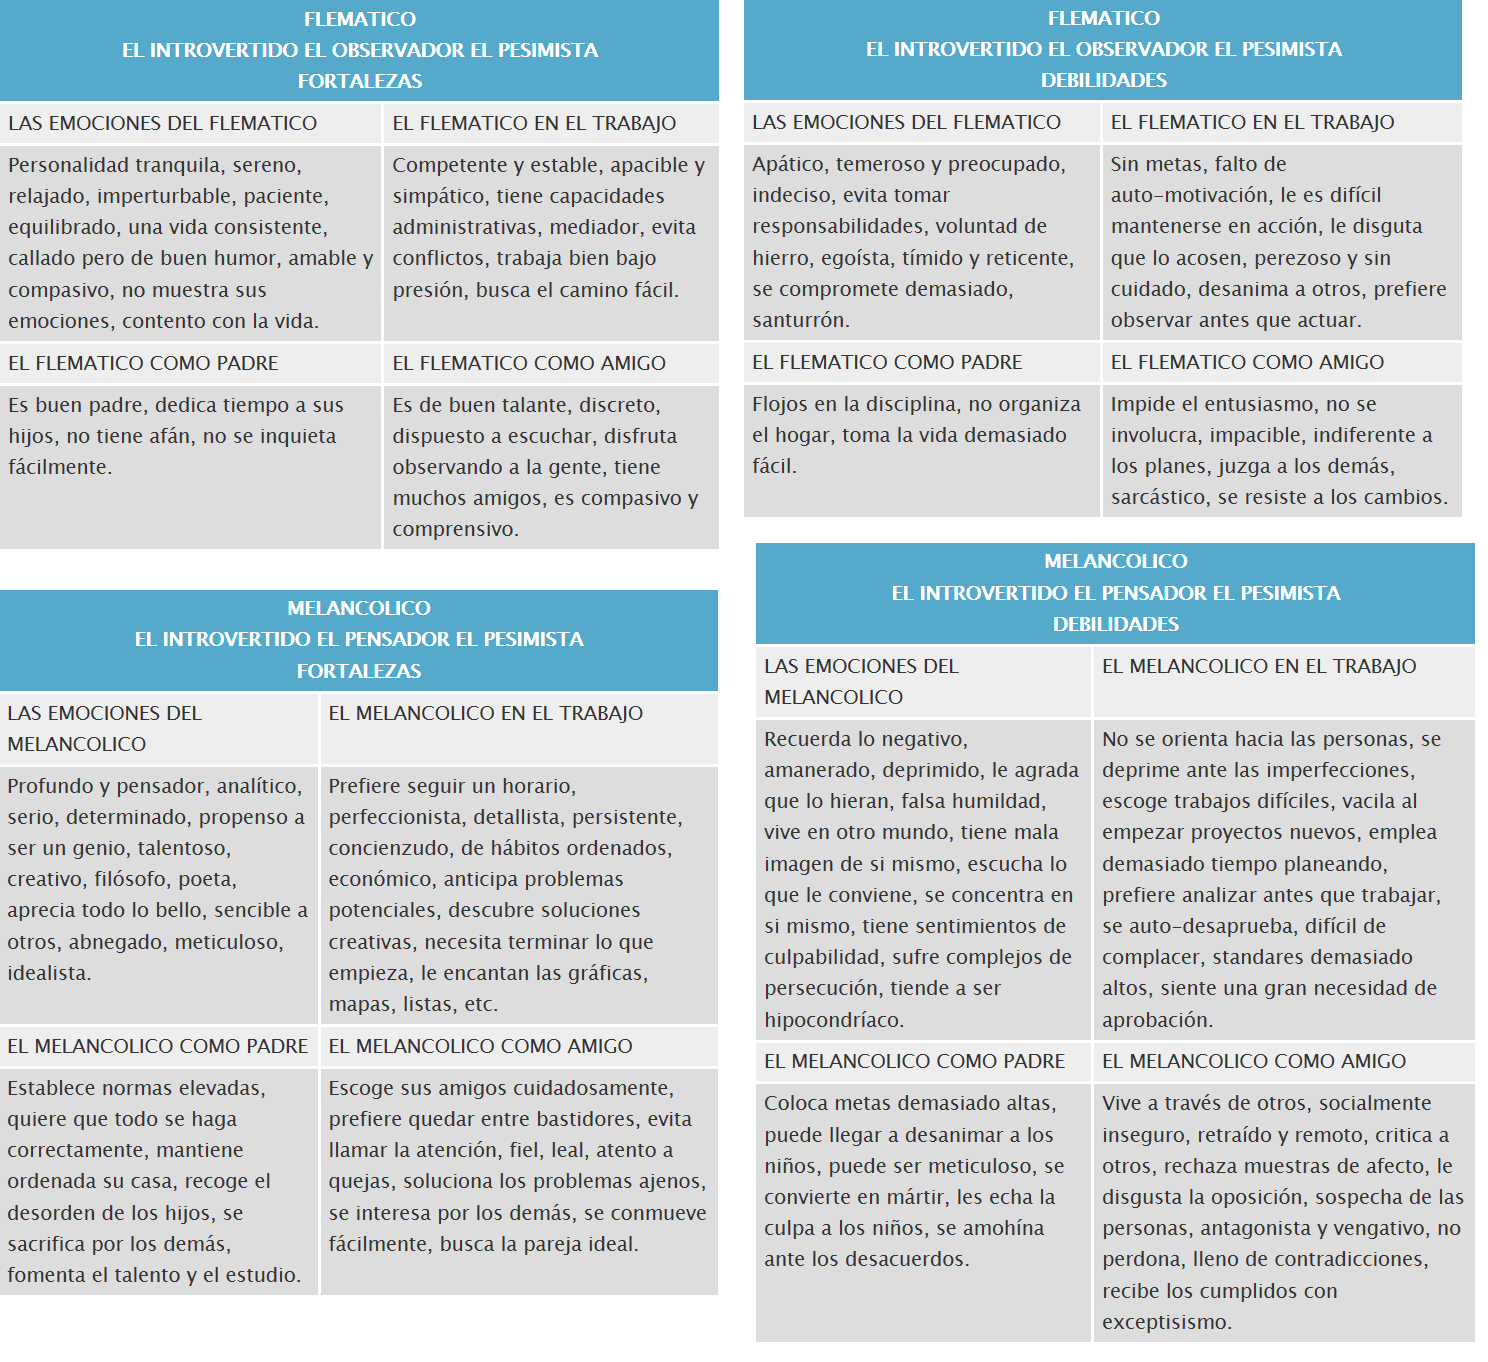 FLEMATICO
EL INTROVERTIDO EL OBSERVADOR EL PESIMISTA
FORTALEZAS
LAS EMOCIONES DEL FLEMATICO
Personalidad tranquila, sereno,
relajado, imperturbable, paciente,
equilibrado, una vida consistente,
callado pero de buen humor, amable y
compasivo, no muestra sus
emociones, contento con la vida.
EL FLEMATICO EN EL TRABAJO
Competente y estable, apacible y
simpático, tiene capacidades
administrativas, mediador, evita
conflictos, trabaja bien bajo
presión, busca el camino fácil.
EL FLEMATICO COMO PADRE
Es buen padre, dedica tiempo a sus
hijos, no tiene afán, no se inquieta
fácilmente.
EL FLEMATICO COMO AMIGO
Es de buen talante, discreto,
dispuesto a escuchar, disfruta
observando a la gente, tiene
muchos amigos, es compasivo y
comprensivo.
FLEMATICO
EL INTROVERTIDO EL OBSERVADOR EL PESIMISTA
DEBILIDADES
LAS EMOCIONES DEL FLEMATICO
Apático, temeroso y preocupado,
indeciso, evita tomar
responsabilidades, voluntad de
hierro, egoísta, tímido y reticente,
se compromete demasiado,
santurrón.
EL FLEMATICO EN EL TRABAJO
Sin metas, falto de
auto-motivación, le es difícil
mantenerse en acción, le disguta
que lo acosen, perezoso y sin
cuidado, desanima a otros, prefiere
observar antes que actuar.
EL FLEMATICO COMO PADRE
Flojos en la disciplina, no organiza
el hogar, toma la vida demasiado
fácil.
EL FLEMATICO COMO AMIGO
Impide el entusiasmo, no se
involucra, impacible, indiferente a
los planes, juzga a los demás,
sarcástico, se resiste a los cambios.
MELANCOLICO
EL INTROVERTIDO EL PENSADOR EL PESIMISTA
FORTALEZAS
LAS EMOCIONES DEL
MELANCOLICO
Profundo y pensador, analítico,
serio, determinado, propenso a
ser un genio, talentoso,
creativo, filósofo, poeta,
aprecia todo lo bello, sencible a
otros, abnegado, meticuloso,
idealista.
EL MELANCOLICO EN EL TRABAJO
Prefiere seguir un horario,
perfeccionista, detallista, persistente,
concienzudo, de hábitos ordenados,
económico, anticipa problemas
potenciales, descubre soluciones
creativas, necesita terminar lo que
empieza, le encantan las gráficas,
mapas, listas, etc.
EL MELANCOLICO COMO PADRE
Establece normas elevadas,
quiere que todo se haga
correctamente, mantiene
ordenada su casa, recoge el
desorden de los hijos, se
sacrifica por los demás,
fomenta el talento y el estudio.
EL MELANCOLICO COMO AMIGO
Escoge sus amigos cuidadosamente,
prefiere quedar entre bastidores, evita
llamar la atención, fiel, leal, atento a
quejas, soluciona los problemas ajenos,
se interesa por los demás, se conmueve
fácilmente, busca la pareja ideal.
MELANCOLICO
EL INTROVERTIDO EL PENSADOR EL PESIMISTA
DEBILIDADES
LAS EMOCIONES DEL
MELANCOLICO
Recuerda lo negativo,
amanerado, deprimido, le agrada
que lo hieran, falsa humildad,
vive en otro mundo, tiene mala
imagen de si mismo, escucha lo
que le conviene, se concentra en
si mismo, tiene sentimientos de
culpabilidad, sufre complejos de
persecución, tiende a ser
hipocondríaco.
EL MELANCOLICO EN EL TRABAJO
No se orienta hacia las personas, se
deprime ante las imperfecciones,
escoge trabajos difíciles, vacila al
empezar proyectos nuevos, emplea
demasiado tiempo planeando,
prefiere analizar antes que trabajar,
se auto-desaprueba, difícil de
complacer, standares demasiado
altos, siente una gran necesidad de
aprobación.
EL MELANCOLICO COMO PADRE
Coloca metas demasiado altas,
puede llegar a desanimar a los
niños, puede ser meticuloso, se
convierte en mártir, les echa la
culpa a los niños, se amohína
ante los desacuerdos.
EL MELANCOLICO COMO AMIGO
Vive a través de otros, socialmente
inseguro, retraído y remoto, critica a
otros, rechaza muestras de afecto, le
disgusta la oposición, sospecha de las
personas, antagonista y vengativo, no
perdona, lleno de contradicciones,
recibe los cumplidos con
exceptisismo.